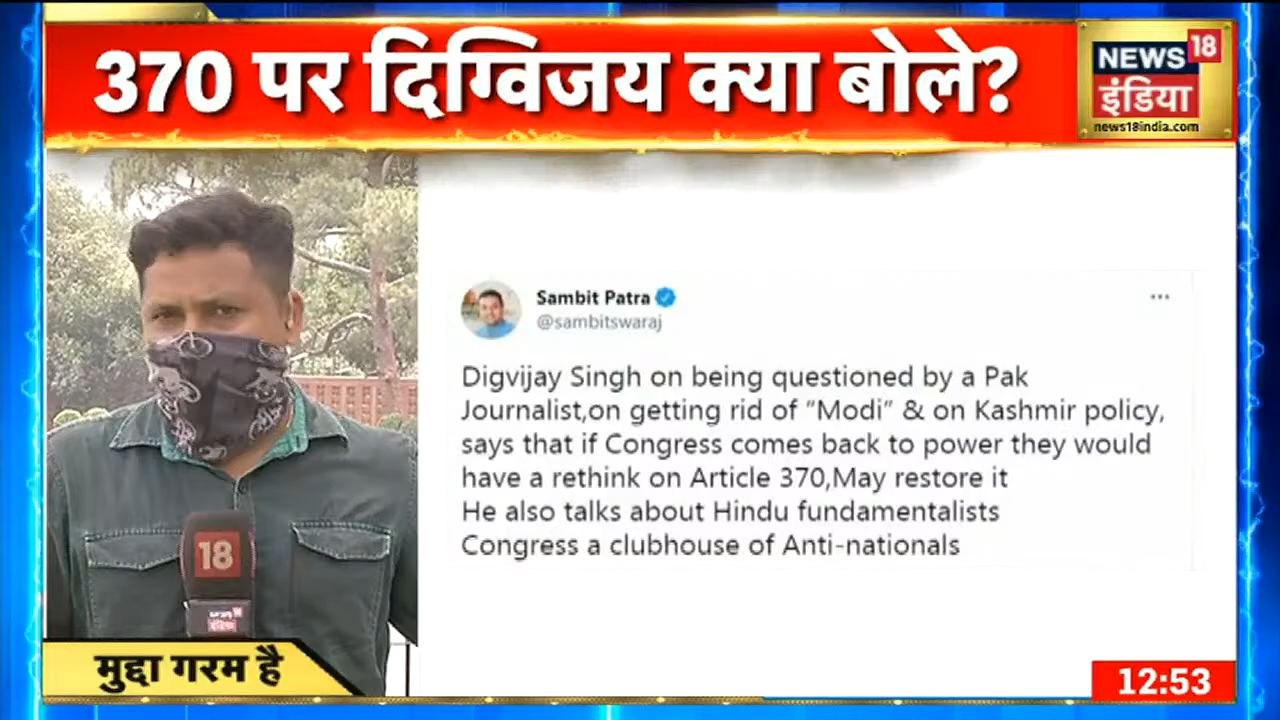 370 पर दिग्विजय क्या बोले?
NEWS 18
इंडिया
news18india.com
Sambit Patra
@sambitswaraj
Digvijay Singh on being questioned by a Pak
Journalist,on getting rid of "Modi" & on Kashmir policy,
says that if Congress comes back to power they would
have a rethink on Article 370,May restore it
He also talks about Hindu fundamentalists
Congress a clubhouse of Anti-nationals
18
इंडिया
मुद्दा गरम है
12:53